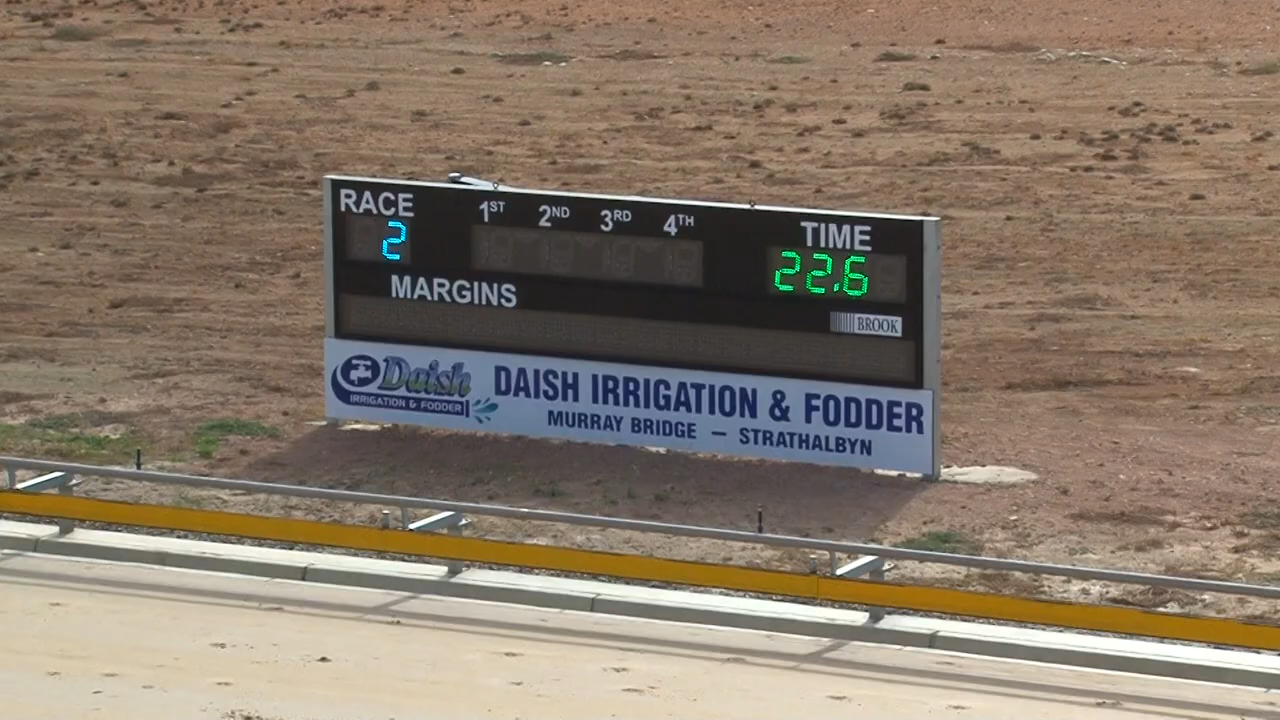 RACE 1ST 2ND 3RD 4TH TIME
2 22.6
MARGINS
BROOK
Daish
IRRIGATION & FODDER
DAISH IRRIGATION & FODDER
MURRAY BRIDGE — STRATHALBYN